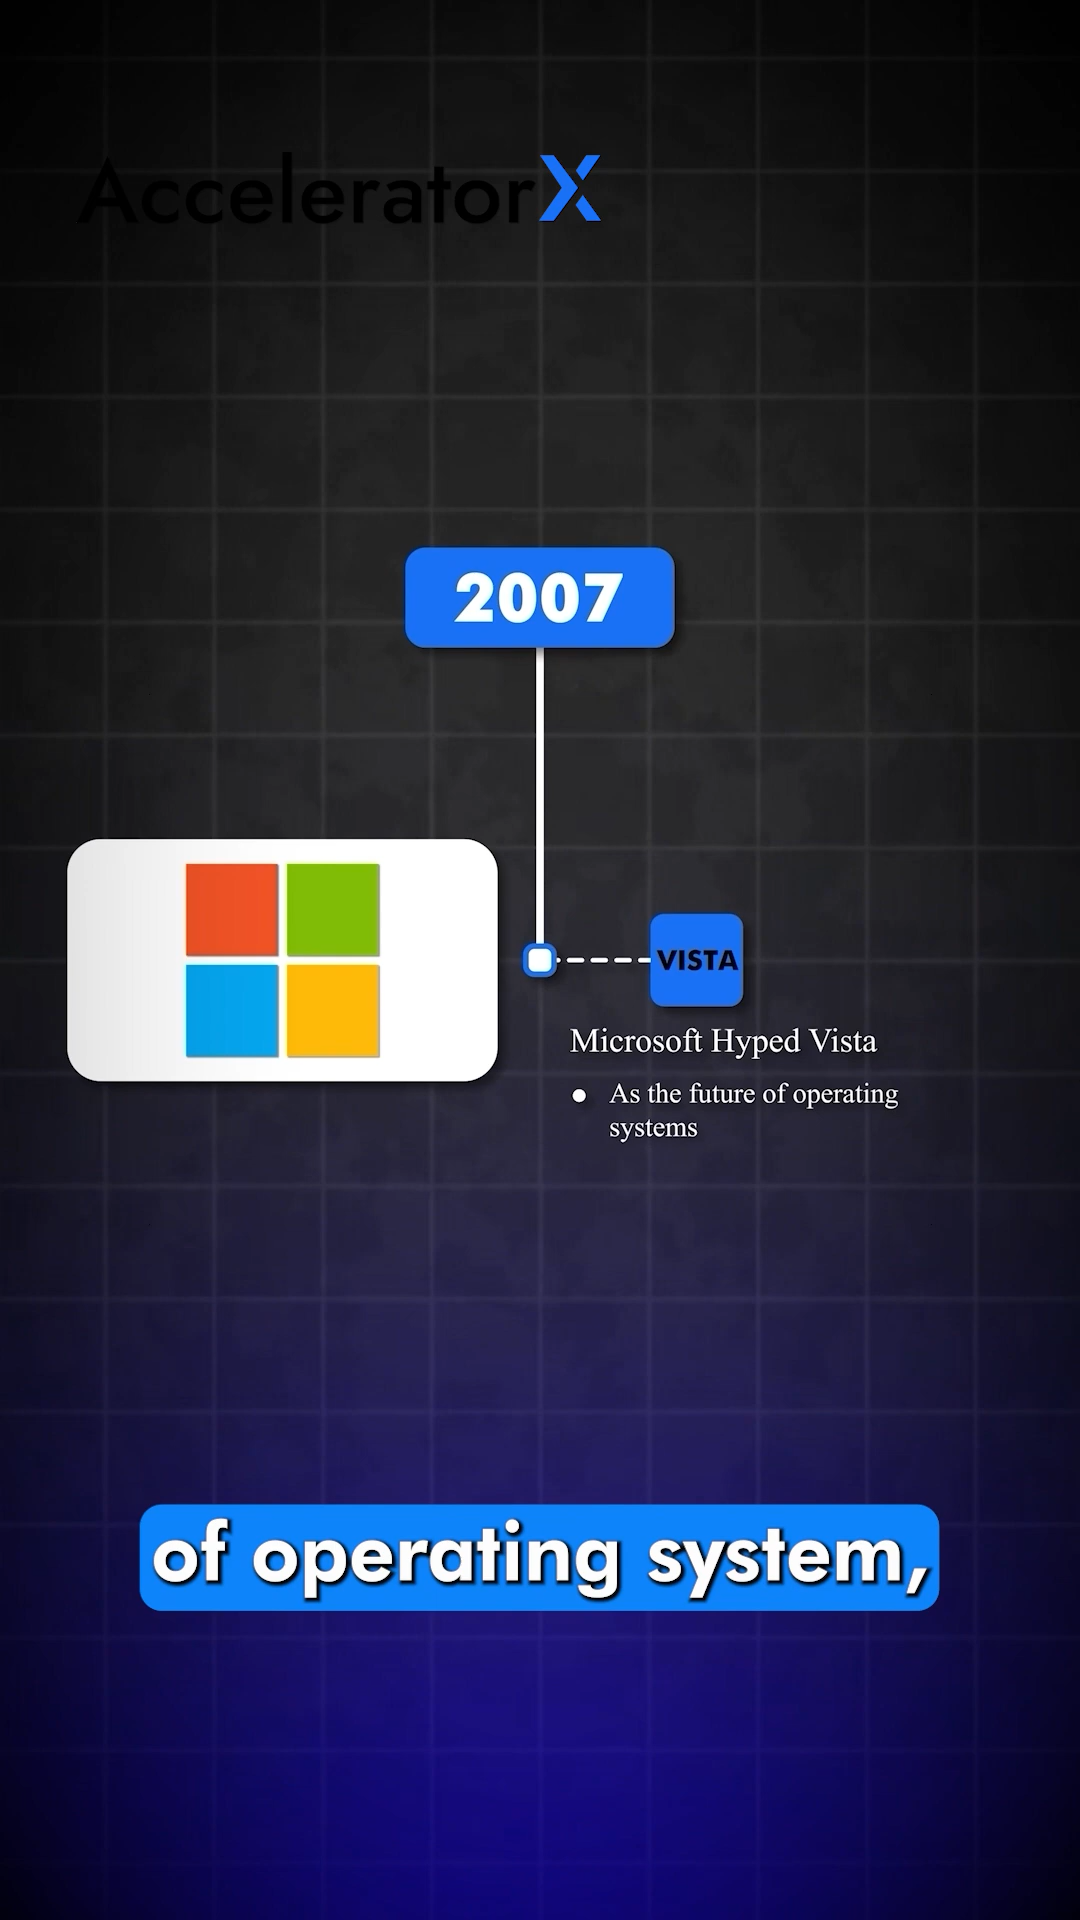 AcceleratorX
2007
VISTA
Microsoft Hyped Vista
● As the future of operating
systems
of operating system,